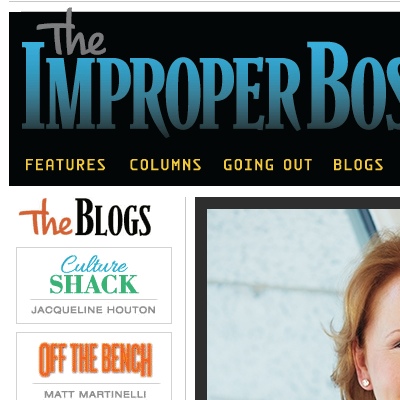 The
IMPROPER BOS
FEATURES COLUMNS GOING OUT BLOGS
The BLOGS
Culture
SHACK
JACQUELINE HOUTON
OFF THE BENCH
MATT MARTINELLI